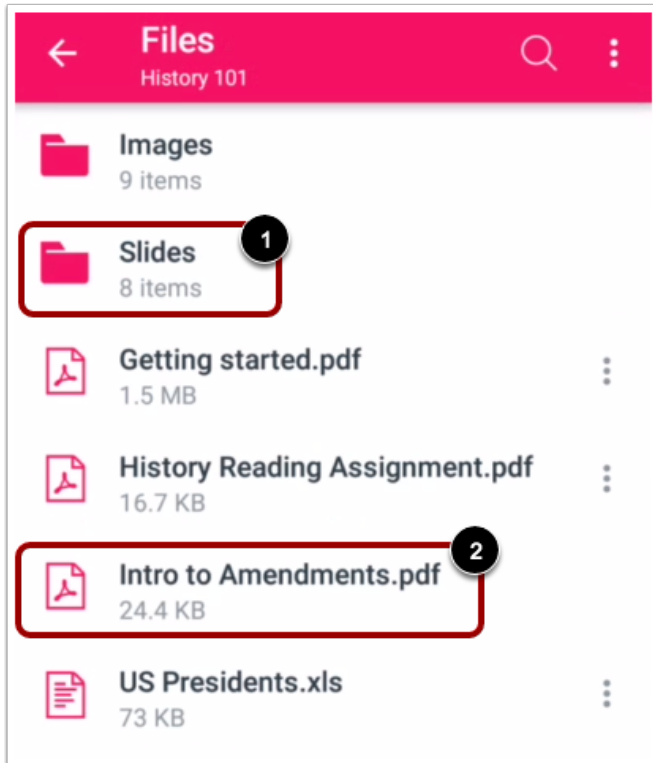 Files
History 101
Images
9 items
1
Slides
8 items
Getting started.pdf
1.5 MB
History Reading Assignment.pdf
16.7 KB
2
Intro to Amendments.pdf
24.4 KB
US Presidents.xls
73 KB